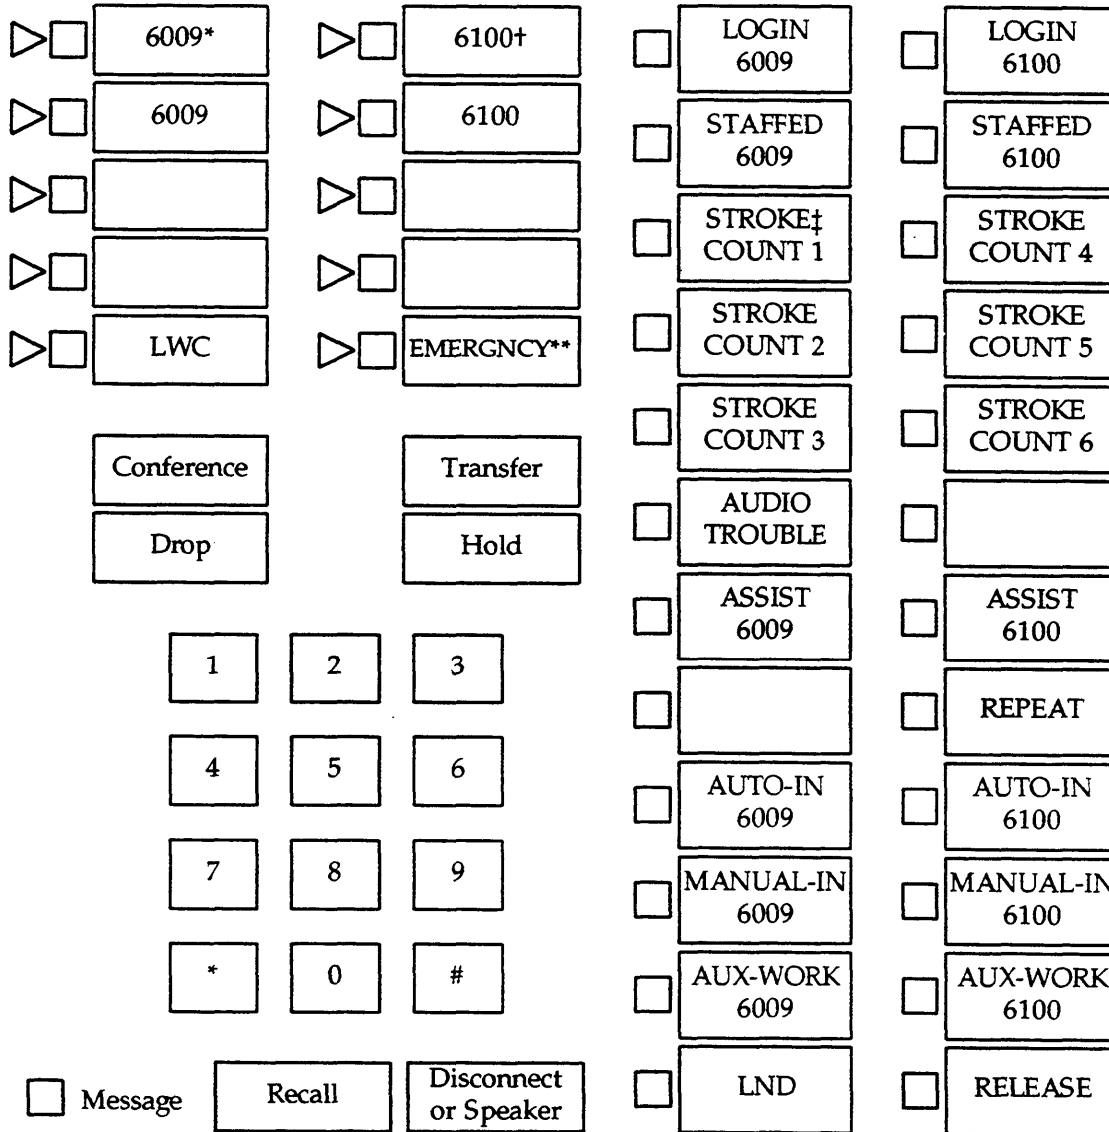 6009*
6100†
6009
6100
LWC
EMERGNCY**
Conference
Transfer
Drop
Hold
1 2 3
4 5 6
7 8 9
* 0 #
Message
Recall
Disconnect
or Speaker
LOGIN
6009
LOGIN
6100
STAFFED
6009
STAFFED
6100
STROKE‡
COUNT 1
STROKE
COUNT 4
STROKE
COUNT 2
STROKE
COUNT 5
STROKE
COUNT 3
STROKE
COUNT 6
AUDIO
TROUBLE
ASSIST
6009
ASSIST
6100
REPEAT
AUTO-IN
6009
AUTO-IN
6100
MANUAL-IN
6009
MANUAL-IN
6100
AUX-WORK
6009
AUX-WORK
6100
LND
RELEASE